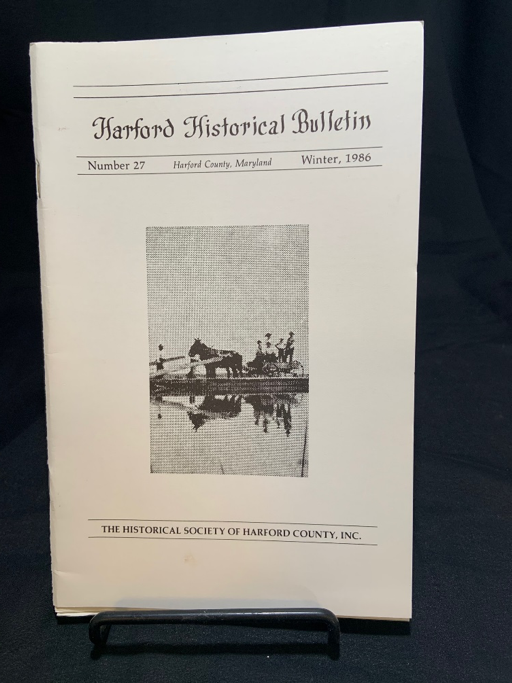 Harford Historical Bulletin
Number 27 Harford County, Maryland Winter, 1986
THE HISTORICAL SOCIETY OF HARFORD COUNTY, INC.